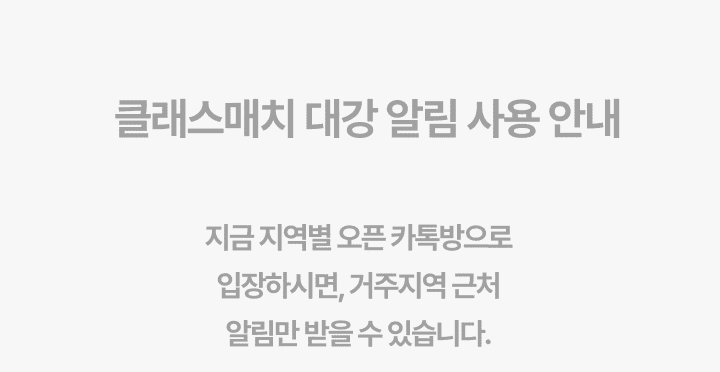 클래스매치 대강 알림 사용 안내
지금 지역별 오픈 카톡방으로
입장하시면, 거주지역 근처
알림만 받을 수 있습니다.